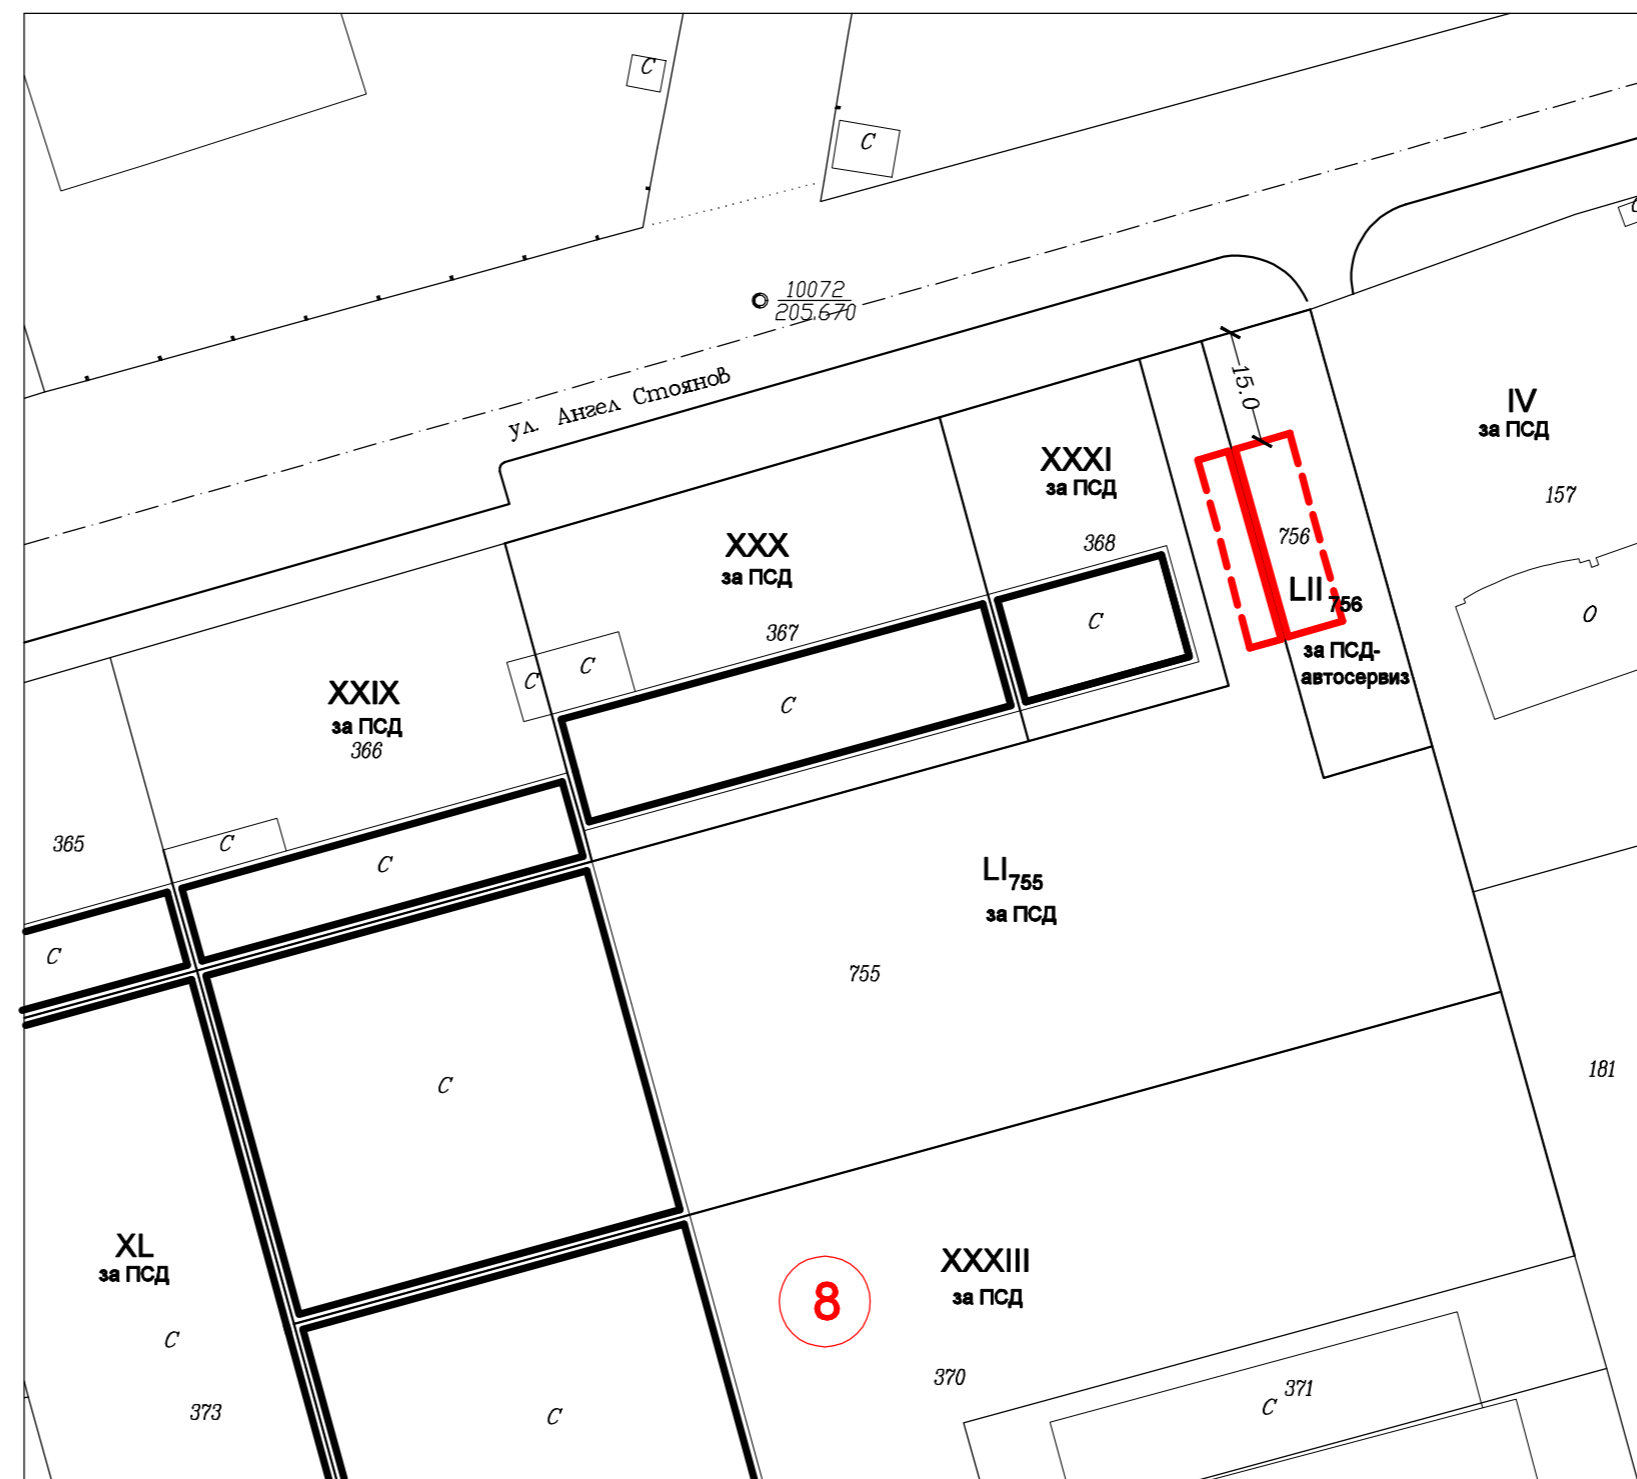 С
С
10072
205.670
ул. Ангел Стоянов
15.0
IV
за ПСД
157
XXXI
за ПСД
368
XXX
за ПСД
367
756
LII 756
за ПСД-
автосервиз
О
С
С
С
С
XXIX
за ПСД
366
365
С
С
С
LI755
за ПСД
755
181
С
XL
за ПСД
С
373
8
XXXIII
за ПСД
370
371
С
С